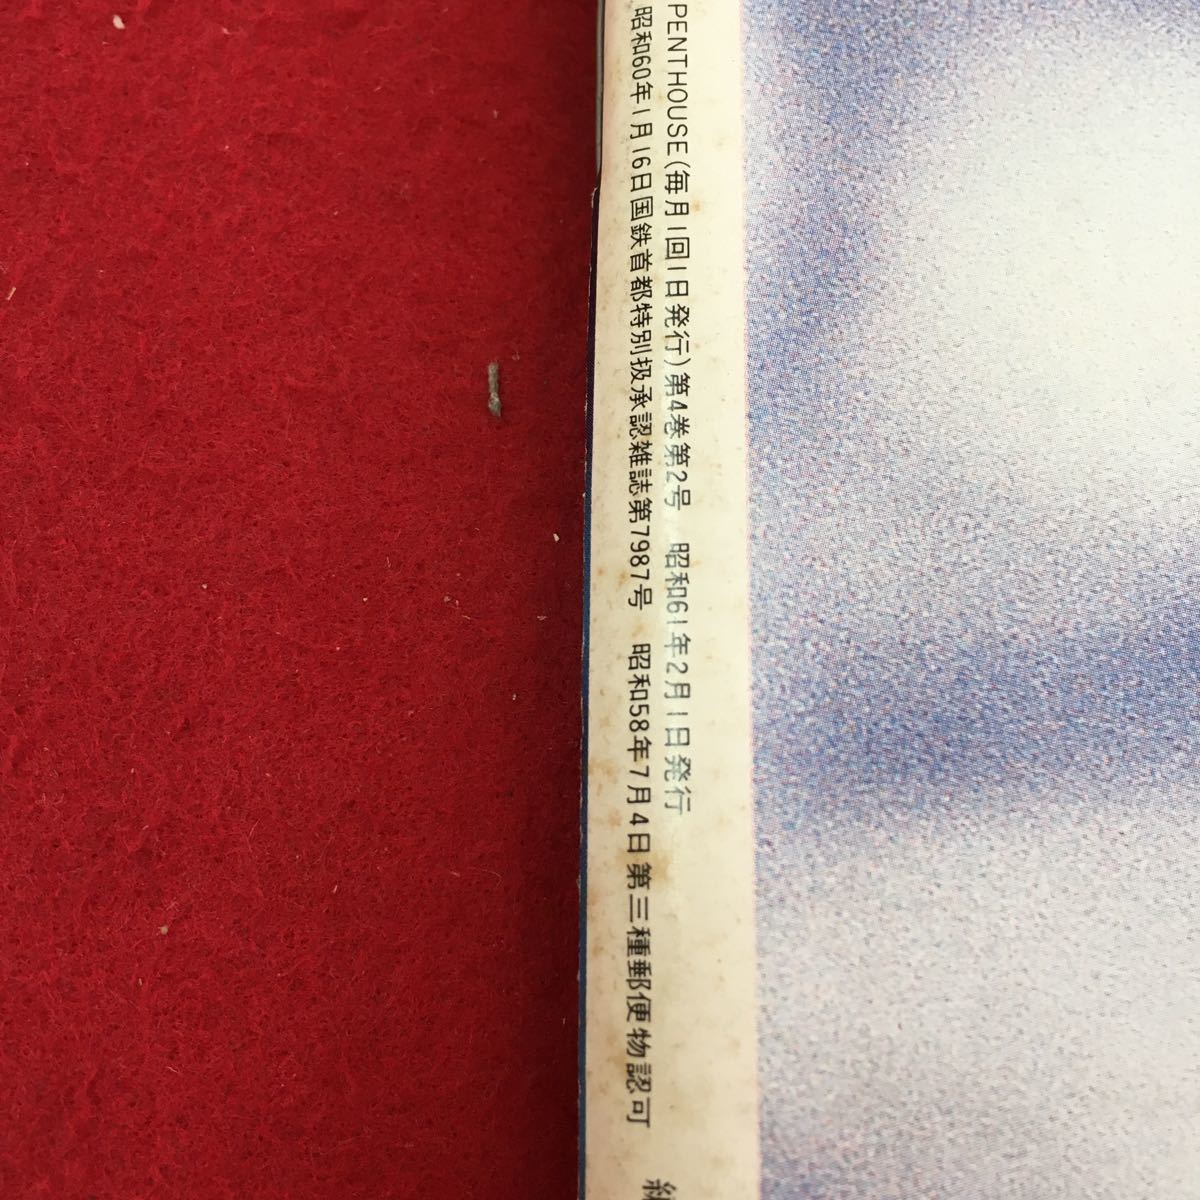 PENTHOUSE(毎月1回1日発行)第4巻第2号 昭和61年2月1日発行
昭和60年1月16日国鉄首都特別扱承認雑誌第7987号 昭和58年7月4日第三種郵便物認可